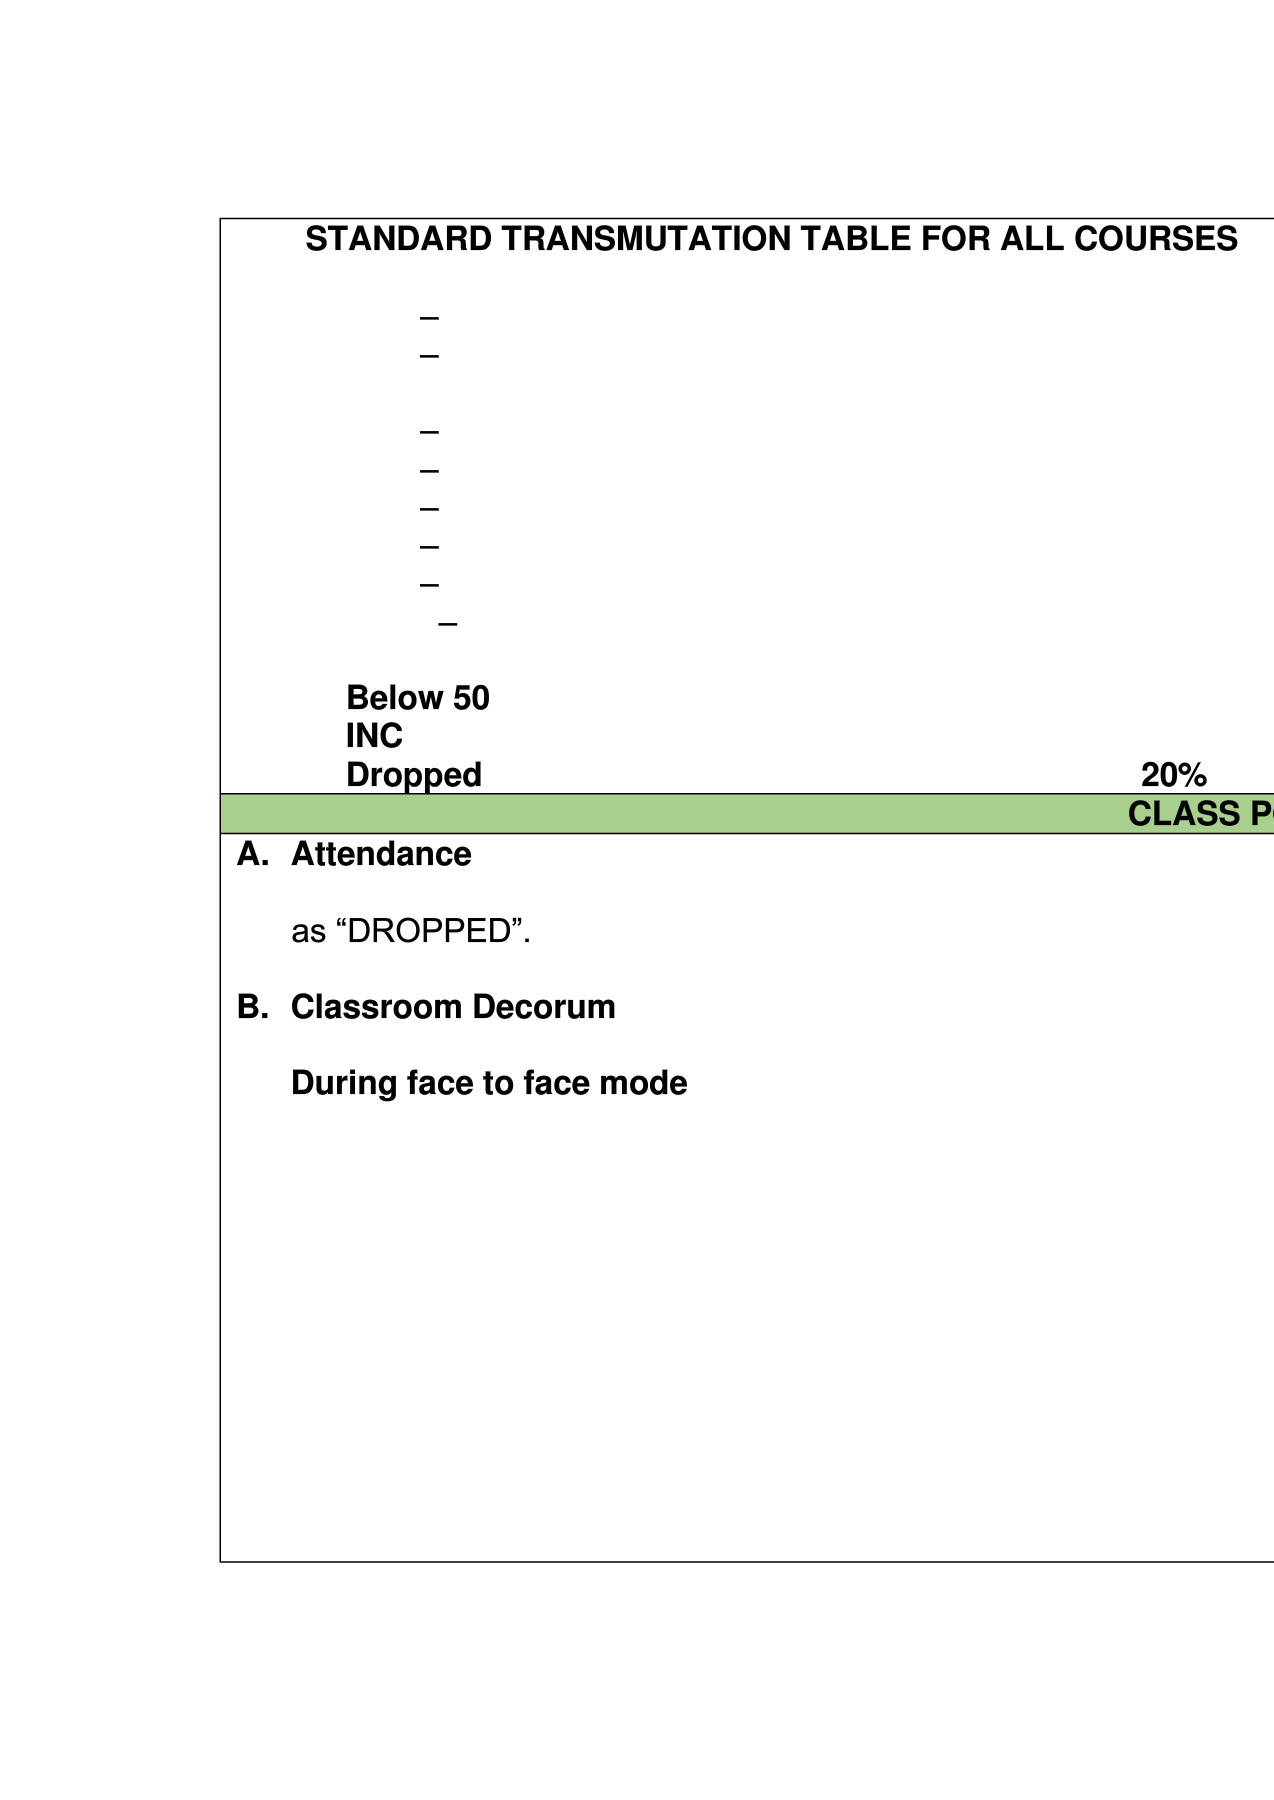 STANDARD TRANSMUTATION TABLE FOR ALL COURSES
–
–
–
–
–
–
–
–
Below 50
INC
Dropped 20%
CLASS P
A. Attendance
as “DROPPED”.
B. Classroom Decorum
During face to face mode